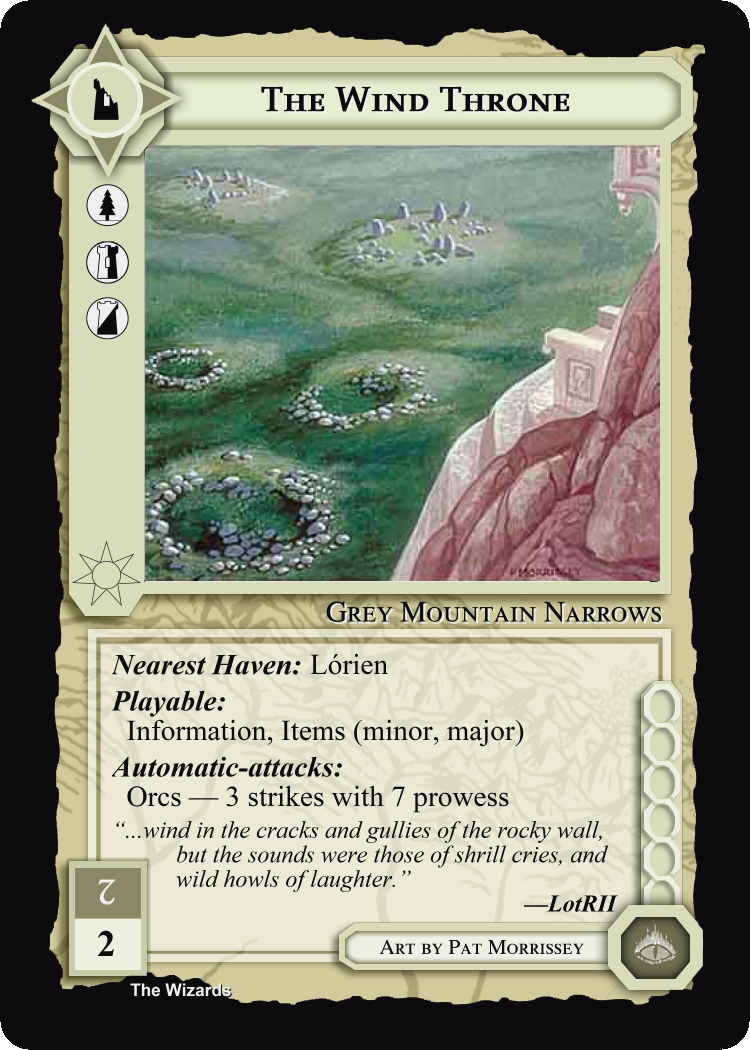 The Wind Throne
P. MORRISSEY
Grey Mountain Narrows
Nearest Haven: Lórien
Playable:
Information, Items (minor, major)
Automatic-attacks:
Orcs — 3 strikes with 7 prowess
“...wind in the cracks and gullies of the rocky wall,
but the sounds were those of shrill cries, and
wild howls of laughter.”
—LotRII
2
2
Art by Pat Morrissey
The Wizards